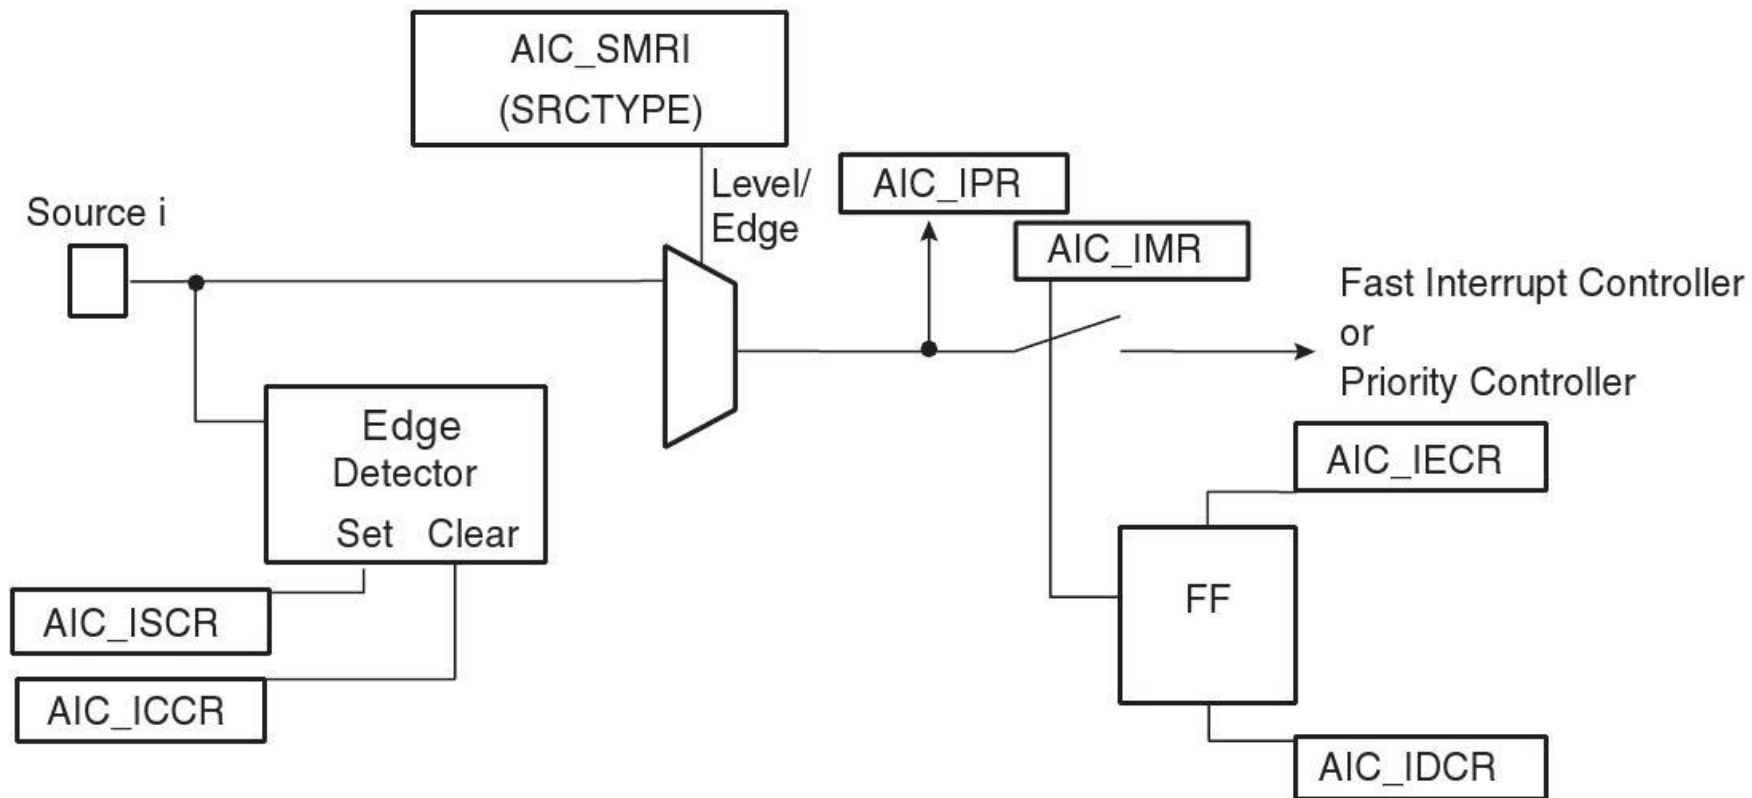 AIC_SMRI
(SRCTYPE)
Source i
Level/
Edge
AIC_IPR
AIC_IMR
Fast Interrupt Controller
or
Priority Controller
Edge
Detector
Set Clear
AIC_IECR
FF
AIC_ISCR
AIC_ICCR
AIC_IDCR